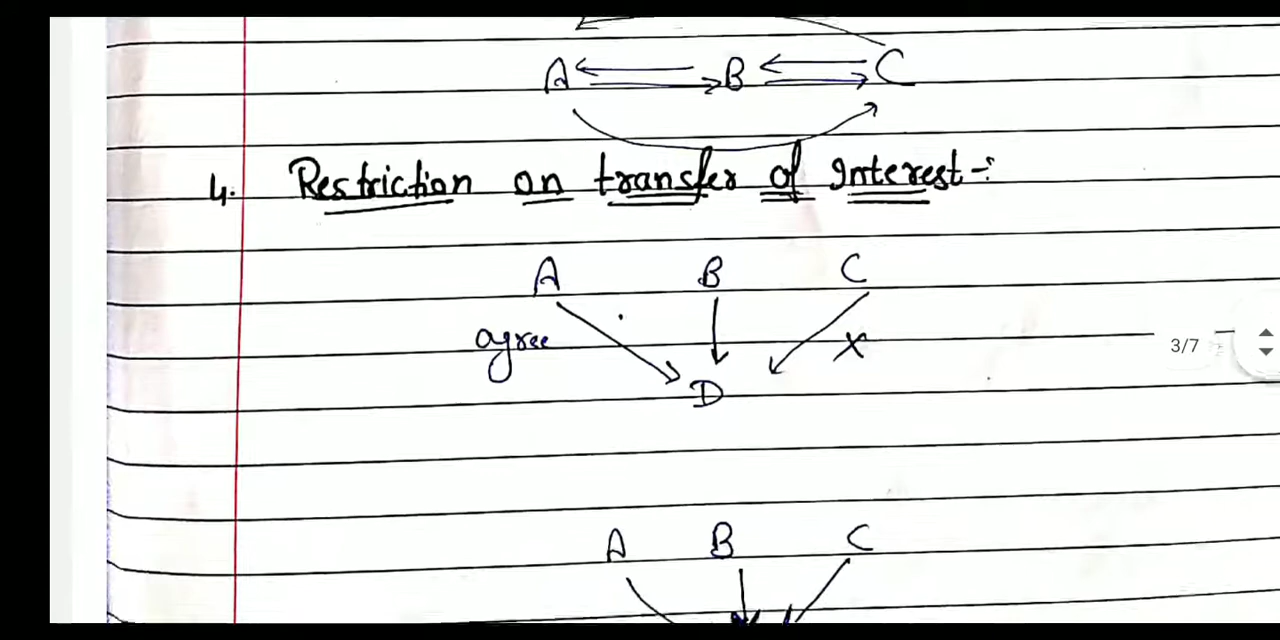 A B C
4. Restriction on transfer of Interest -:
A B C
agree X
3/7
D
A B C